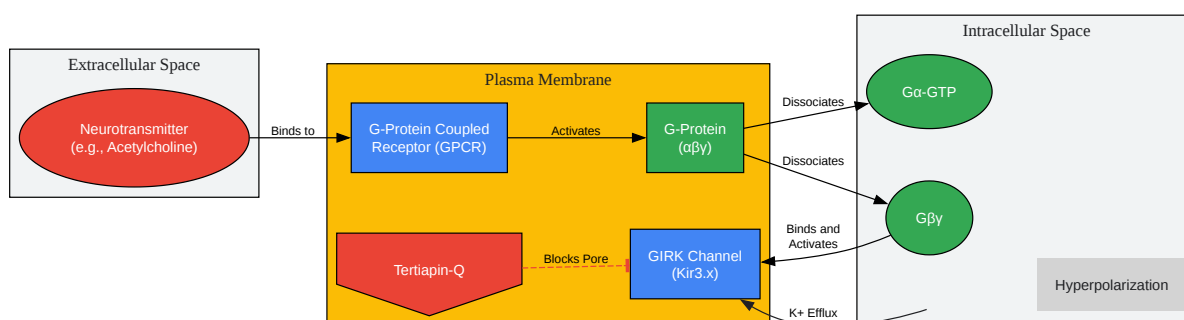 Extracellular Space
Neurotransmitter
(e.g., Acetylcholine)
Binds to
Plasma Membrane
G-Protein Coupled
Receptor (GPCR)
Activates
G-Protein
(αβγ)
Dissociates
Dissociates
Intracellular Space
Gα-GTP
Gβγ
Binds and
Activates
Tertiapin-Q
Blocks Pore
GIRK Channel
(Kir3.x)
K+ Efflux
Hyperpolarization